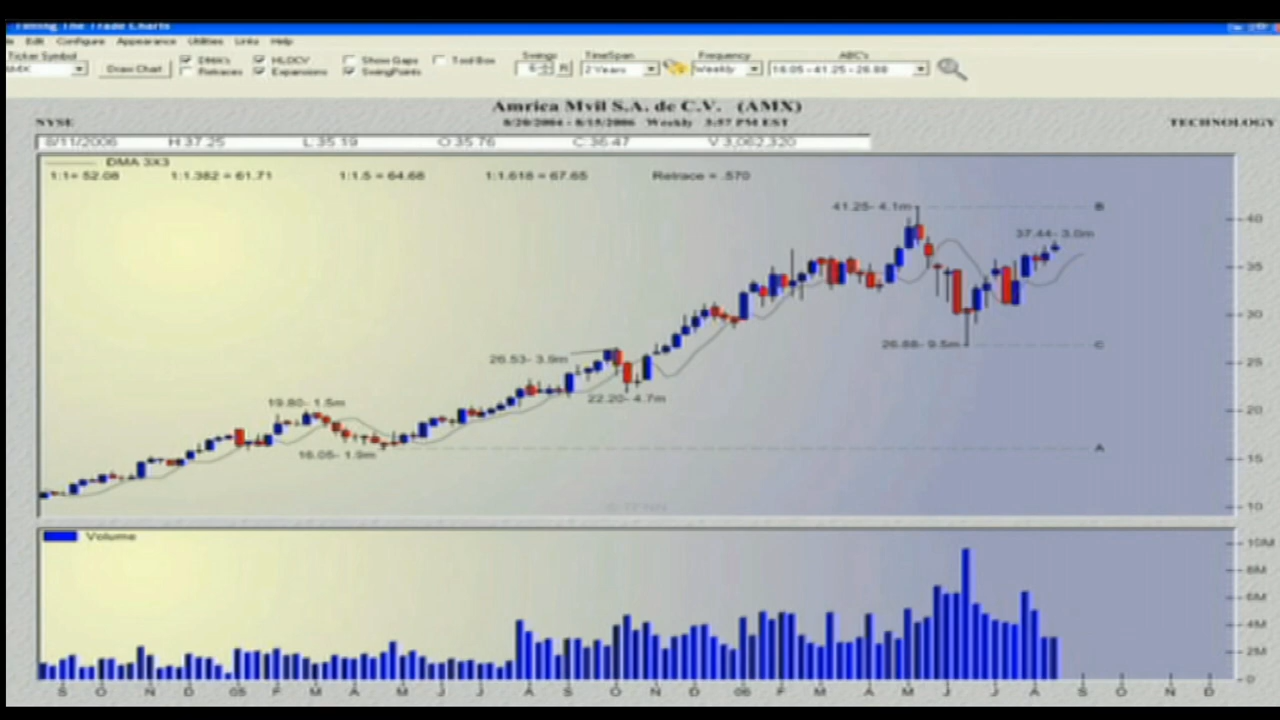 Timing The Trade Charts
Edit Configure Appearance Utilities Links Help
Ticker Symbol DMA's HLOCV Show Gaps Tool Box Swings TimeSpan Frequency ABC's
AMX Draw Chart Retraces Expansions SwingPoints 6 R 2 Years Weekly 16.05 - 41.25 - 26.88
Amrica Mvil S.A. de C.V. (AMX)
NYSE 8/20/2004 - 8/15/2006 Weekly 3:57 PM EST TECHNOLOGY
8/11/2006 H 37.25 L 35.19 O 35.76 C 36.47 V 3,062,320
DMA 3X3
1:1= 52.08 1:1.382 = 61.71 1:1.5 = 64.68 1:1.618 = 67.65 Retrace = .570
41.25- 4.1m B
40
37.44- 3.0m
35
30
26.88- 9.5m C
26.53- 3.9m
25
22.20- 4.7m
19.80- 1.5m
20
16.05- 1.9m A
15
10
Volume
10M
8M
6M
4M
2M
0
S O N D 05 F M A M J J A S O N D 06 F M A M J J A S O N D